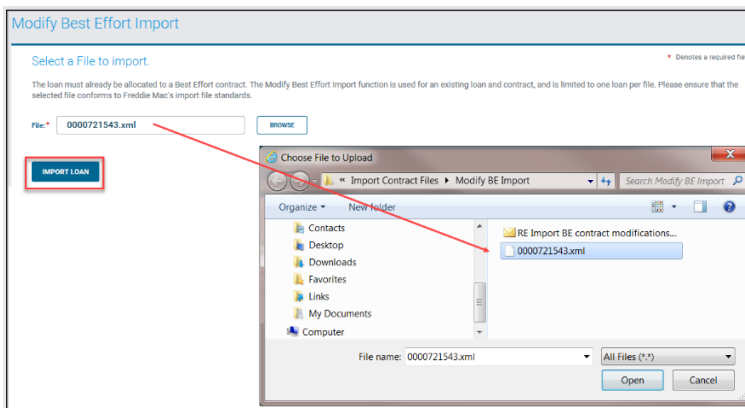 Modify Best Effort Import
Select a File to import.
* Denotes a required fie
The loan must already be allocated to a Best Effort contract. The Modify Best Effort Import function is used for an existing loan and contract, and is limited to one loan per file. Please ensure that the
selected file conforms to Freddie Mac's import file standards.
File:* 0000721543.xml BROWSE
IMPORT LOAN
Choose File to Upload
« Import Contract Files Modify BE Import
Search Modify BE Import
Organize New folder
Contacts
Desktop
Downloads
Favorites
Links
My Documents
Computer
RE Import BE contract modifications...
0000721543.xml
File name: 0000721543.xml
All Files (*.*)
Open Cancel